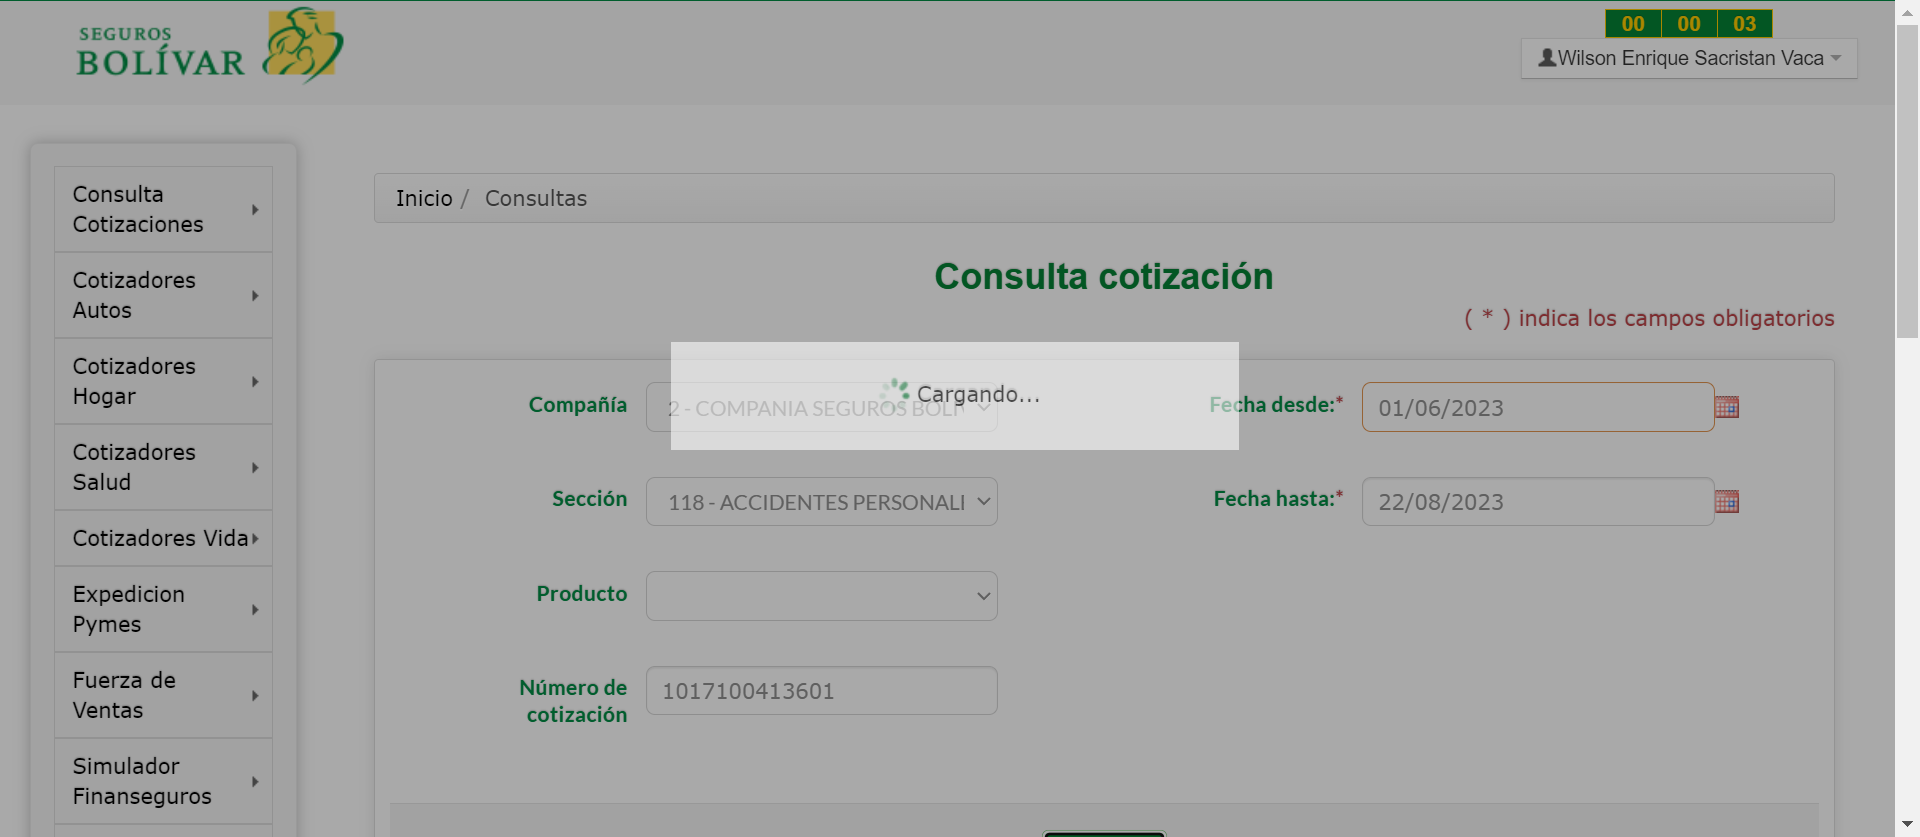 SEGUROS
BOLÍVAR
00 00 03
Wilson Enrique Sacristan Vaca
Consulta
Cotizaciones
Cotizadores
Autos
Cotizadores
Hogar
Cotizadores
Salud
Cotizadores Vida
Expedicion
Pymes
Fuerza de
Ventas
Simulador
Finanseguros
Inicio / Consultas
Consulta cotización
( * ) indica los campos obligatorios
Cargando...
Compañía
2 - COMPANIA SEGUROS BOLI
Fecha desde:*
01/06/2023
Sección
118 - ACCIDENTES PERSONALI
Fecha hasta:*
22/08/2023
Producto
Número de
cotización
1017100413601